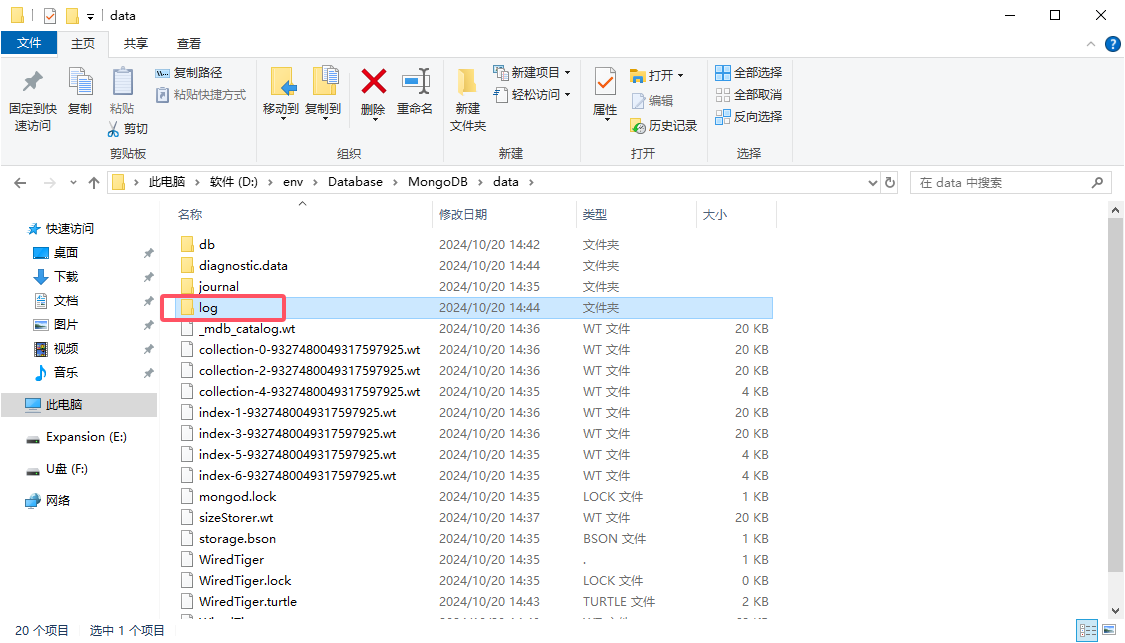 data
文件 主页 共享 查看
固定到快速访问
复制
粘贴
复制路径
粘贴快捷方式
剪切
剪贴板
移动到 复制到 删除 重命名
组织
新建文件夹
新建项目
轻松访问
新建
属性
打开
编辑
历史记录
打开
全部选择
全部取消
反向选择
选择
此电脑 软件 (D:) env Database MongoDB data
在 data 中搜索
快速访问
桌面
下载
文档
图片
视频
音乐
此电脑
Expansion (E:)
U盘 (F:)
网络
名称 修改日期 类型 大小
db 2024/10/20 14:42 文件夹
diagnostic.data 2024/10/20 14:44 文件夹
journal 2024/10/20 14:35 文件夹
log 2024/10/20 14:44 文件夹
_mdb_catalog.wt 2024/10/20 14:36 WT 文件 20 KB
collection-0-9327480049317597925.wt 2024/10/20 14:36 WT 文件 20 KB
collection-2-9327480049317597925.wt 2024/10/20 14:36 WT 文件 20 KB
collection-4-9327480049317597925.wt 2024/10/20 14:35 WT 文件 4 KB
index-1-9327480049317597925.wt 2024/10/20 14:36 WT 文件 20 KB
index-3-9327480049317597925.wt 2024/10/20 14:36 WT 文件 20 KB
index-5-9327480049317597925.wt 2024/10/20 14:35 WT 文件 4 KB
index-6-9327480049317597925.wt 2024/10/20 14:35 WT 文件 4 KB
mongod.lock 2024/10/20 14:35 LOCK 文件 1 KB
sizeStorer.wt 2024/10/20 14:37 WT 文件 20 KB
storage.bson 2024/10/20 14:35 BSON 文件 1 KB
WiredTiger 2024/10/20 14:35 . 1 KB
WiredTiger.lock 2024/10/20 14:35 LOCK 文件 0 KB
WiredTiger.turtle 2024/10/20 14:43 TURTLE 文件 2 KB
20 个项目 选中 1 个项目